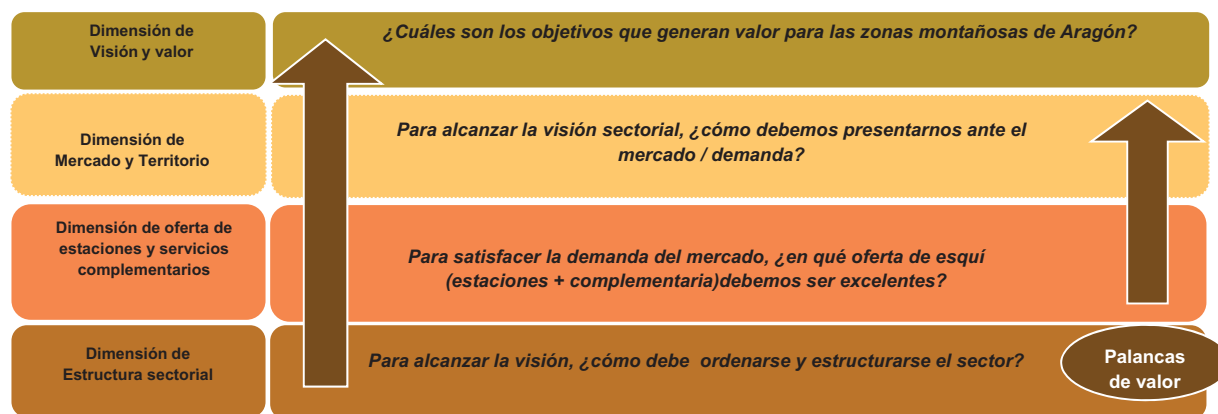 Dimensión de
Visión y valor
¿Cuáles son los objetivos que generan valor para las zonas montañosas de Aragón?
Dimensión de
Mercado y Territorio
Para alcanzar la visión sectorial, ¿cómo debemos presentarnos ante el
mercado / demanda?
Dimensión de oferta de
estaciones y servicios
complementarios
Para satisfacer la demanda del mercado, ¿en qué oferta de esquí
(estaciones + complementaria)debemos ser excelentes?
Dimensión de
Estructura sectorial
Para alcanzar la visión, ¿cómo debe ordenarse y estructurarse el sector?
Palancas
de valor